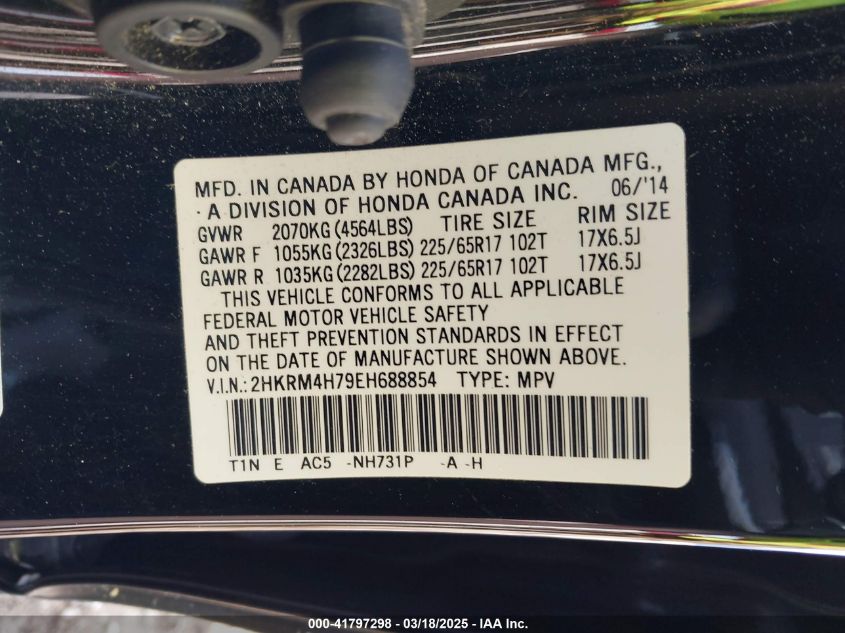 MFD. IN CANADA BY HONDA OF CANADA MFG.,
· A DIVISION OF HONDA CANADA INC. 06/'14
GVWR 2070KG(4564LBS) TIRE SIZE RIM SIZE
GAWR F 1055KG(2326LBS) 225/65R17 102T 17X6.5J
GAWR R 1035KG(2282LBS) 225/65R17 102T 17X6.5J
THIS VEHICLE CONFORMS TO ALL APPLICABLE
FEDERAL MOTOR VEHICLE SAFETY
AND THEFT PREVENTION STANDARDS IN EFFECT
ON THE DATE OF MANUFACTURE SHOWN ABOVE.
V.I.N.: 2HKRM4H79EH688854 TYPE: MPV
T1N E AC5 -NH731P -A -H
000-41797298 - 03/18/2025 - IAA Inc.